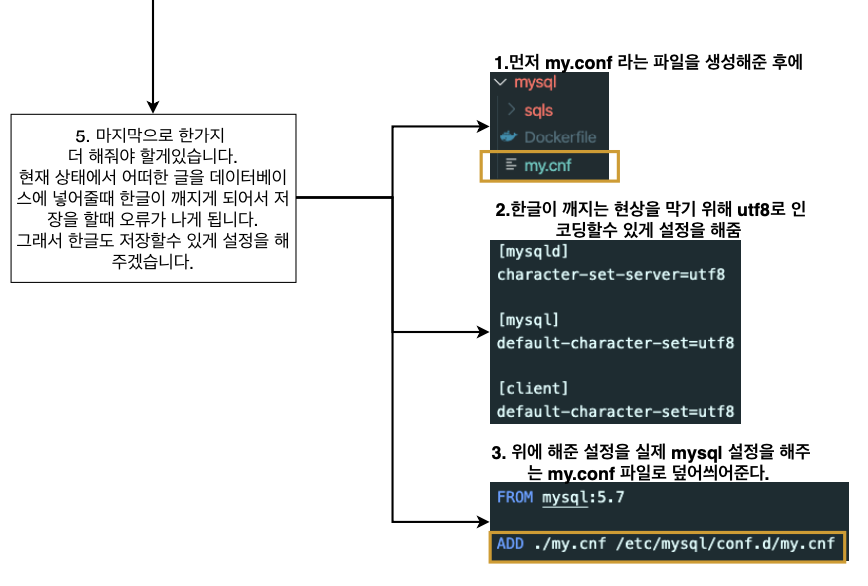 5. 마지막으로 한가지
더 해줘야 할게있습니다.
현재 상태에서 어떠한 글을 데이터베이
스에 넣어줄때 한글이 깨지게 되어서 저
장을 할때 오류가 나게 됩니다.
그래서 한글도 저장할수 있게 설정을 해
주겠습니다.
1.먼저 my.conf 라는 파일을 생성해준 후에
mysql
sqls
Dockerfile
my.cnf
2.한글이 깨지는 현상을 막기 위해 utf8로 인
코딩할수 있게 설정을 해줌
[mysqld]
character-set-server=utf8
[mysql]
default-character-set=utf8
[client]
default-character-set=utf8
3. 위에 해준 설정을 실제 mysql 설정을 해주
는 my.conf 파일로 덮어씌어준다.
FROM mysql:5.7
ADD ./my.cnf /etc/mysql/conf.d/my.cnf